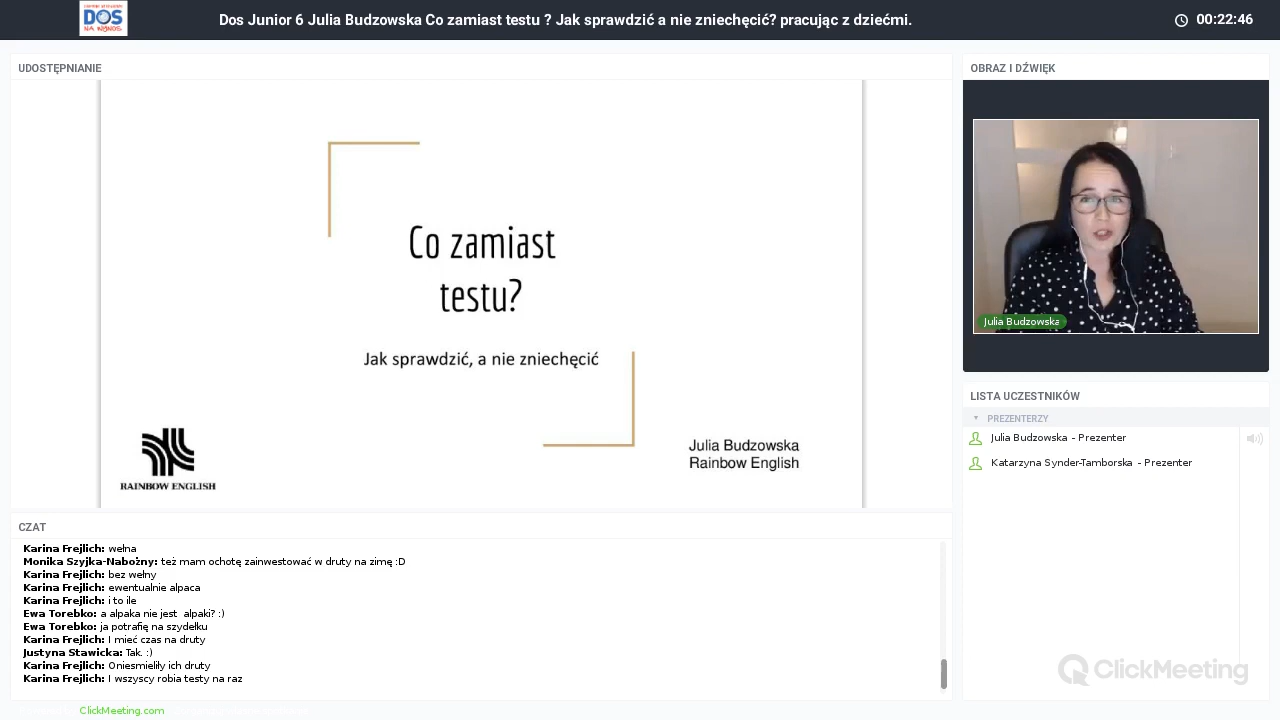 DOS
NA WYNOS
Dos Junior 6 Julia Budzowska Co zamiast testu ? Jak sprawdzić a nie zniechęcić? pracując z dziećmi.
00:22:46
UDOSTĘPNIANIE
Co zamiast
testu?
Jak sprawdzić, a nie zniechęcić
RAINBOW ENGLISH
Julia Budzowska
Rainbow English
OBRAZ I DŹWIĘK
Julia Budzowska
LISTA UCZESTNIKÓW
PREZENTERZY
Julia Budzowska - Prezenter
Katarzyna Synder-Tamborska - Prezenter
CZAT
Karina Frejlich: wełna
Monika Szyjka-Nabożny: też mam ochotę zainwestować w druty na zimę :D
Karina Frejlich: bez wełny
Karina Frejlich: ewentualnie alpaca
Karina Frejlich: i to ile
Ewa Torebko: a alpaka nie jest alpaki? :)
Ewa Torebko: ja potrafię na szydełku
Karina Frejlich: I mieć czas na druty
Justyna Stawicka: Tak. :)
Karina Frejlich: Oniesmieliły ich druty
Karina Frejlich: I wszyscy robia testy na raz
ClickMeeting
ClickMeeting.com